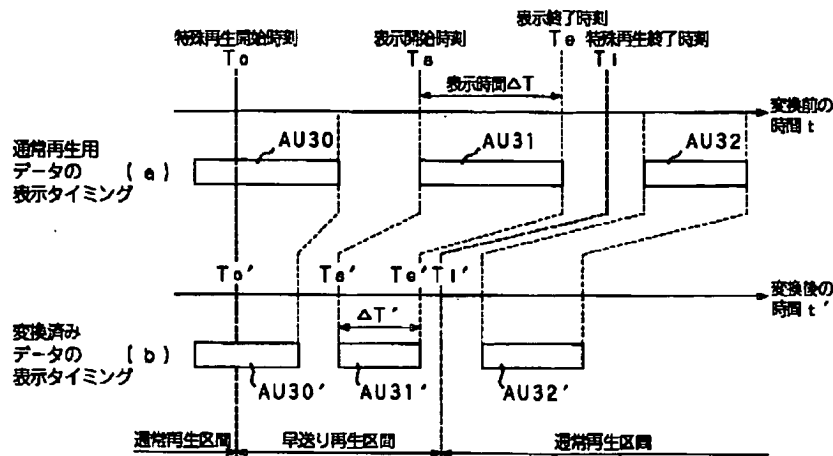 特殊再生開始時刻
To
表示開始時刻
Ts
表示終了時刻
Te
特殊再生終了時刻
Tl
表示時間ΔT
変換前の
時間 t
通常再生用
データの (a)
表示タイミング
AU30
AU31
AU32
To'
Ts'
Te'
Tl'
変換後の
時間 t'
ΔT'
変換済み
データの (b)
表示タイミング
AU30'
AU31'
AU32'
通常再生区間
早送り再生区間
通常再生区間